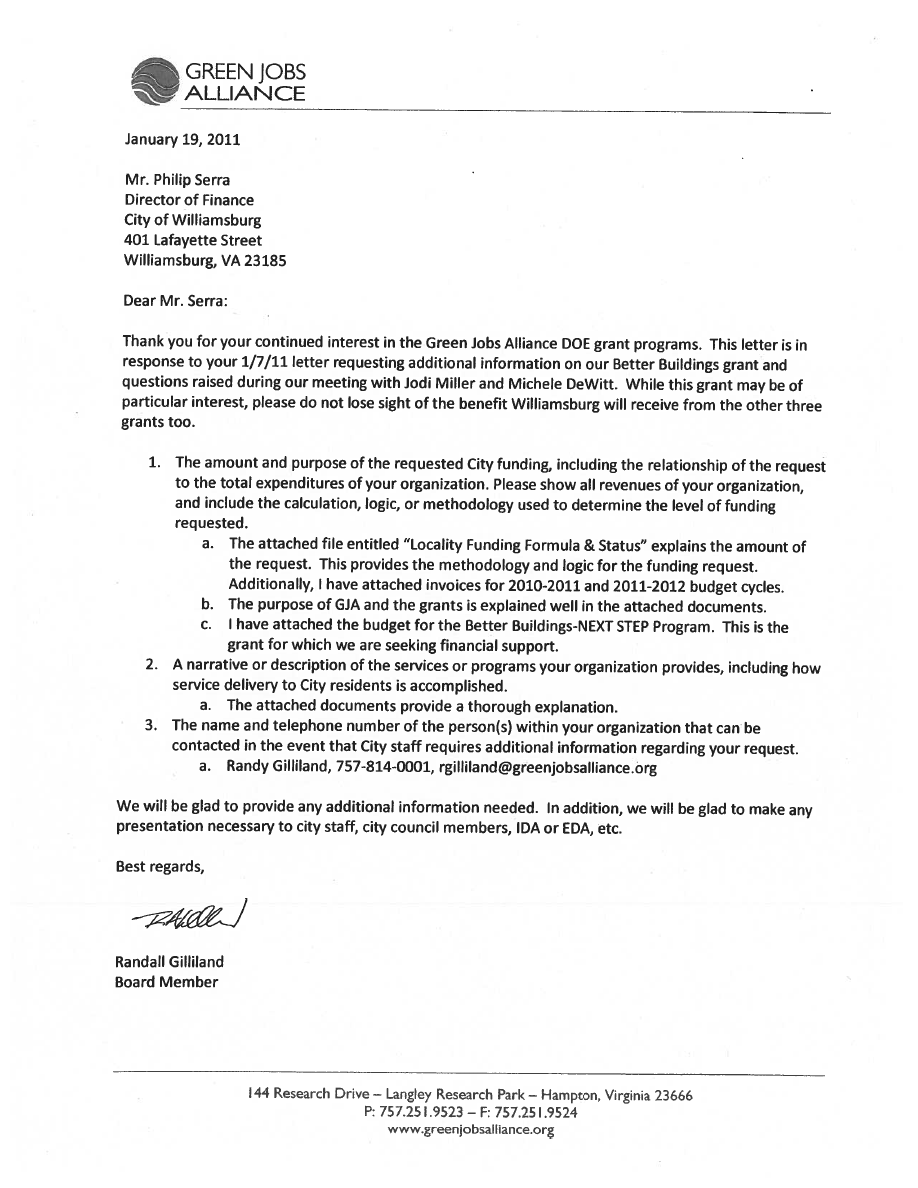 GREEN JOBS
ALLIANCE
January 19, 2011
Mr. Philip Serra
Director of Finance
City of Williamsburg
401 Lafayette Street
Williamsburg, VA 23185
Dear Mr. Serra:
Thank you for your continued interest in the Green Jobs Alliance DOE grant programs. This letter is in
response to your 1/7/11 letter requesting additional information on our Better Buildings grant and
questions raised during our meeting with Jodi Miller and Michele DeWitt. While this grant may be of
particular interest, please do not lose sight of the benefit Williamsburg will receive from the other three
grants too.
1. The amount and purpose of the requested City funding, including the relationship of the request
to the total expenditures of your organization. Please show all revenues of your organization,
and include the calculation, logic, or methodology used to determine the level of funding
requested.
a. The attached file entitled “Locality Funding Formula & Status” explains the amount of
the request. This provides the methodology and logic for the funding request.
Additionally, I have attached invoices for 2010-2011 and 2011-2012 budget cycles.
b. The purpose of GJA and the grants is explained well in the attached documents.
c. I have attached the budget for the Better Buildings-NEXT STEP Program. This is the
grant for which we are seeking financial support.
2. A narrative or description of the services or programs your organization provides, including how
service delivery to City residents is accomplished.
a. The attached documents provide a thorough explanation.
3. The name and telephone number of the person(s) within your organization that can be
contacted in the event that City staff requires additional information regarding your request.
a. Randy Gilliland, 757-814-0001, rgilliland@greenjobsalliance.org
We will be glad to provide any additional information needed. In addition, we will be glad to make any
presentation necessary to city staff, city council members, IDA or EDA, etc.
Best regards,
Randall Gilliland
Board Member
144 Research Drive – Langley Research Park – Hampton, Virginia 23666
P: 757.251.9523 – F: 757.251.9524
www.greenjobsalliance.org